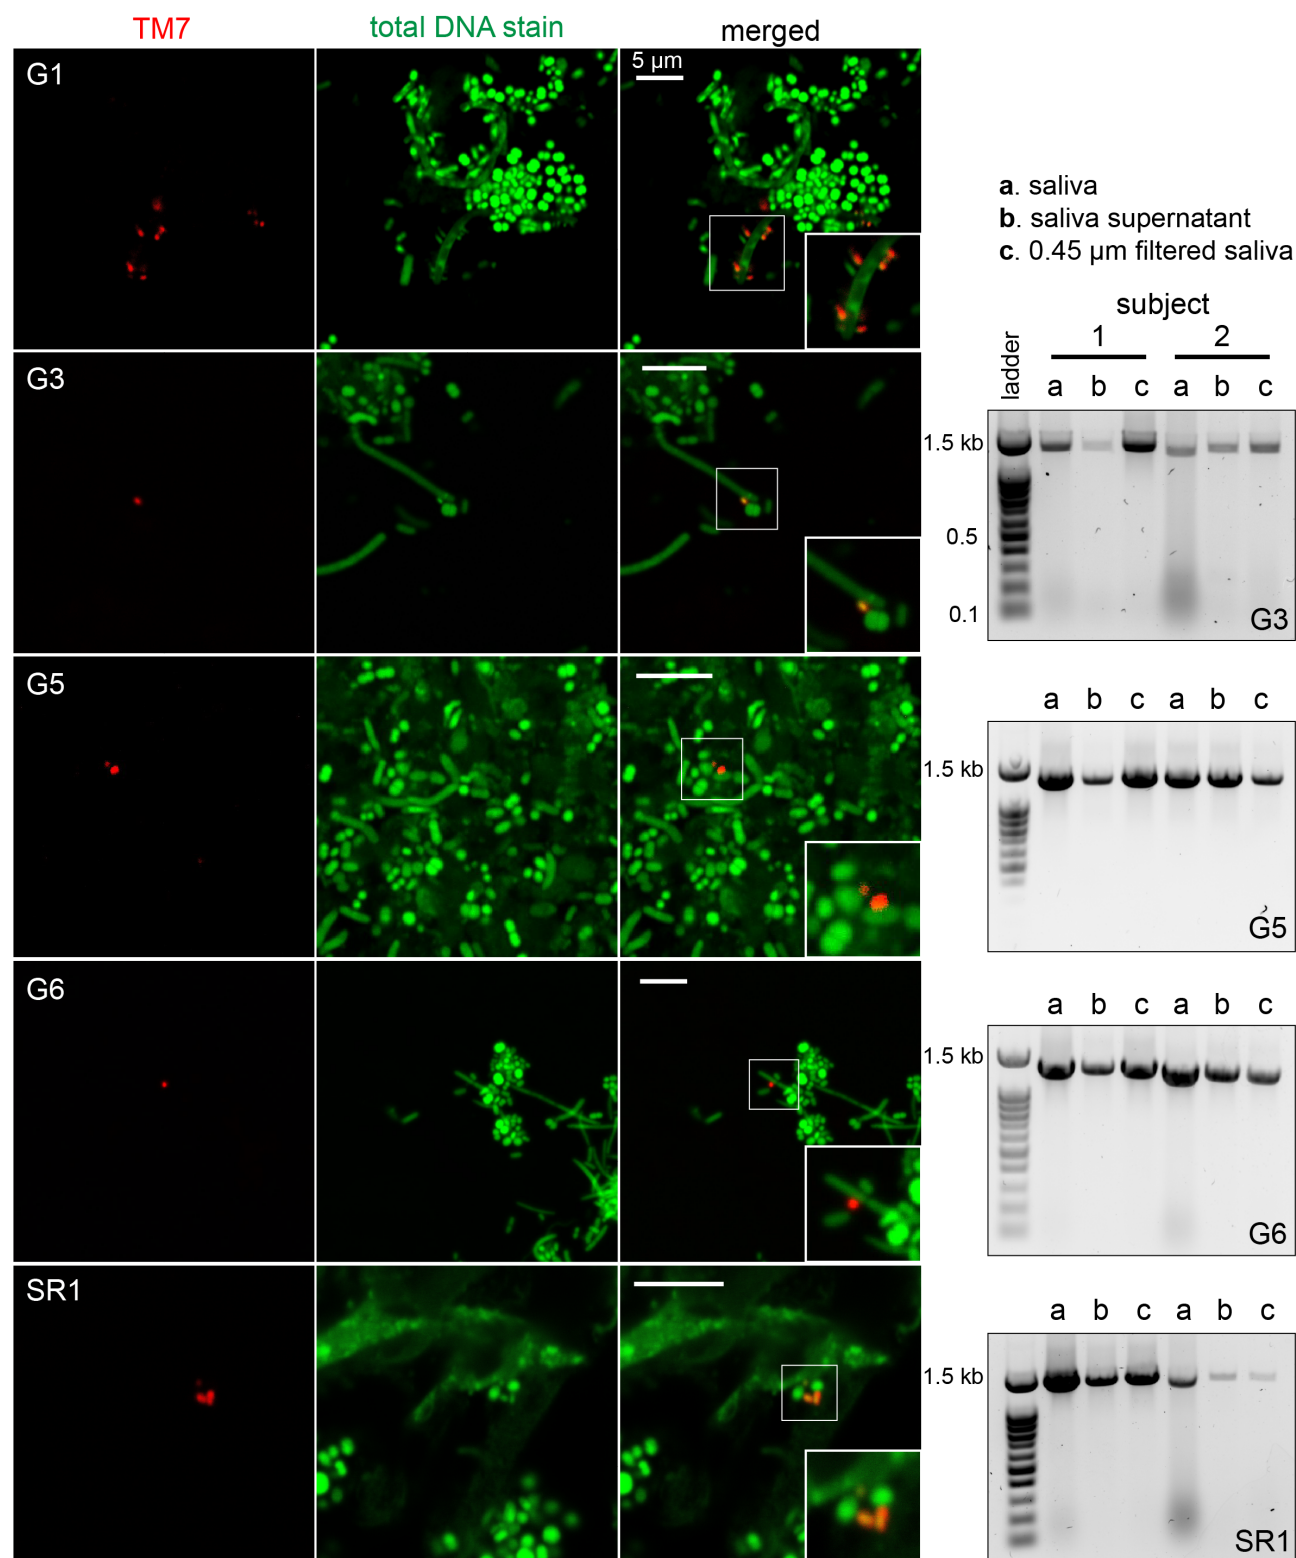 TM7 total DNA stain merged
G1
5 µm
G3
G5
G6
SR1
a. saliva
b. saliva supernatant
c. 0.45 µm filtered saliva
subject
ladder 1 2
a b c a b c
1.5 kb
0.5
0.1
G3
a b c a b c
1.5 kb
G5
a b c a b c
1.5 kb
G6
a b c a b c
1.5 kb
SR1